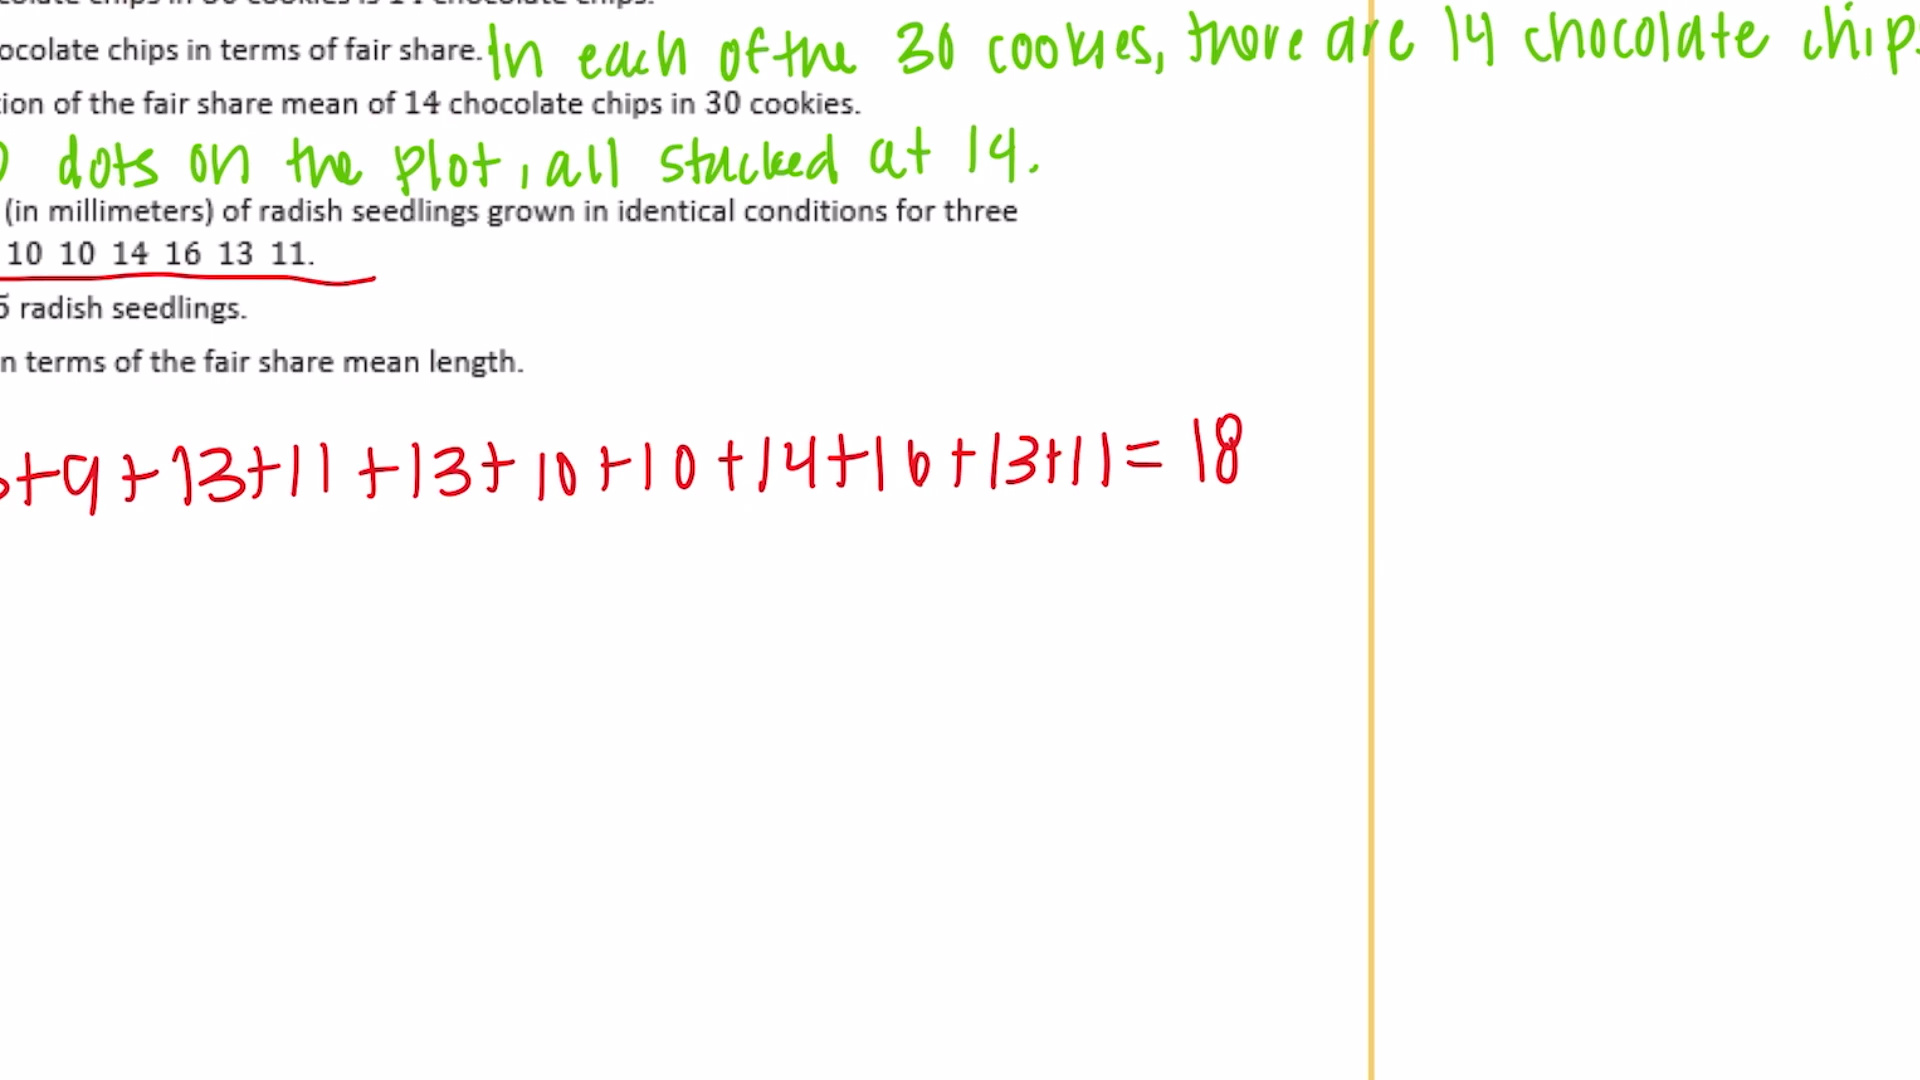 ocolate chips in terms of fair share. In each of the 30 cookies, there are 14 chocolate chips
ion of the fair share mean of 14 chocolate chips in 30 cookies.
dots on the plot, all stacked at 14.
(in millimeters) of radish seedlings grown in identical conditions for three
10 10 14 16 13 11.
5 radish seedlings.
n terms of the fair share mean length.
+9+13+11+13+10+10+14+16+13+11= 18